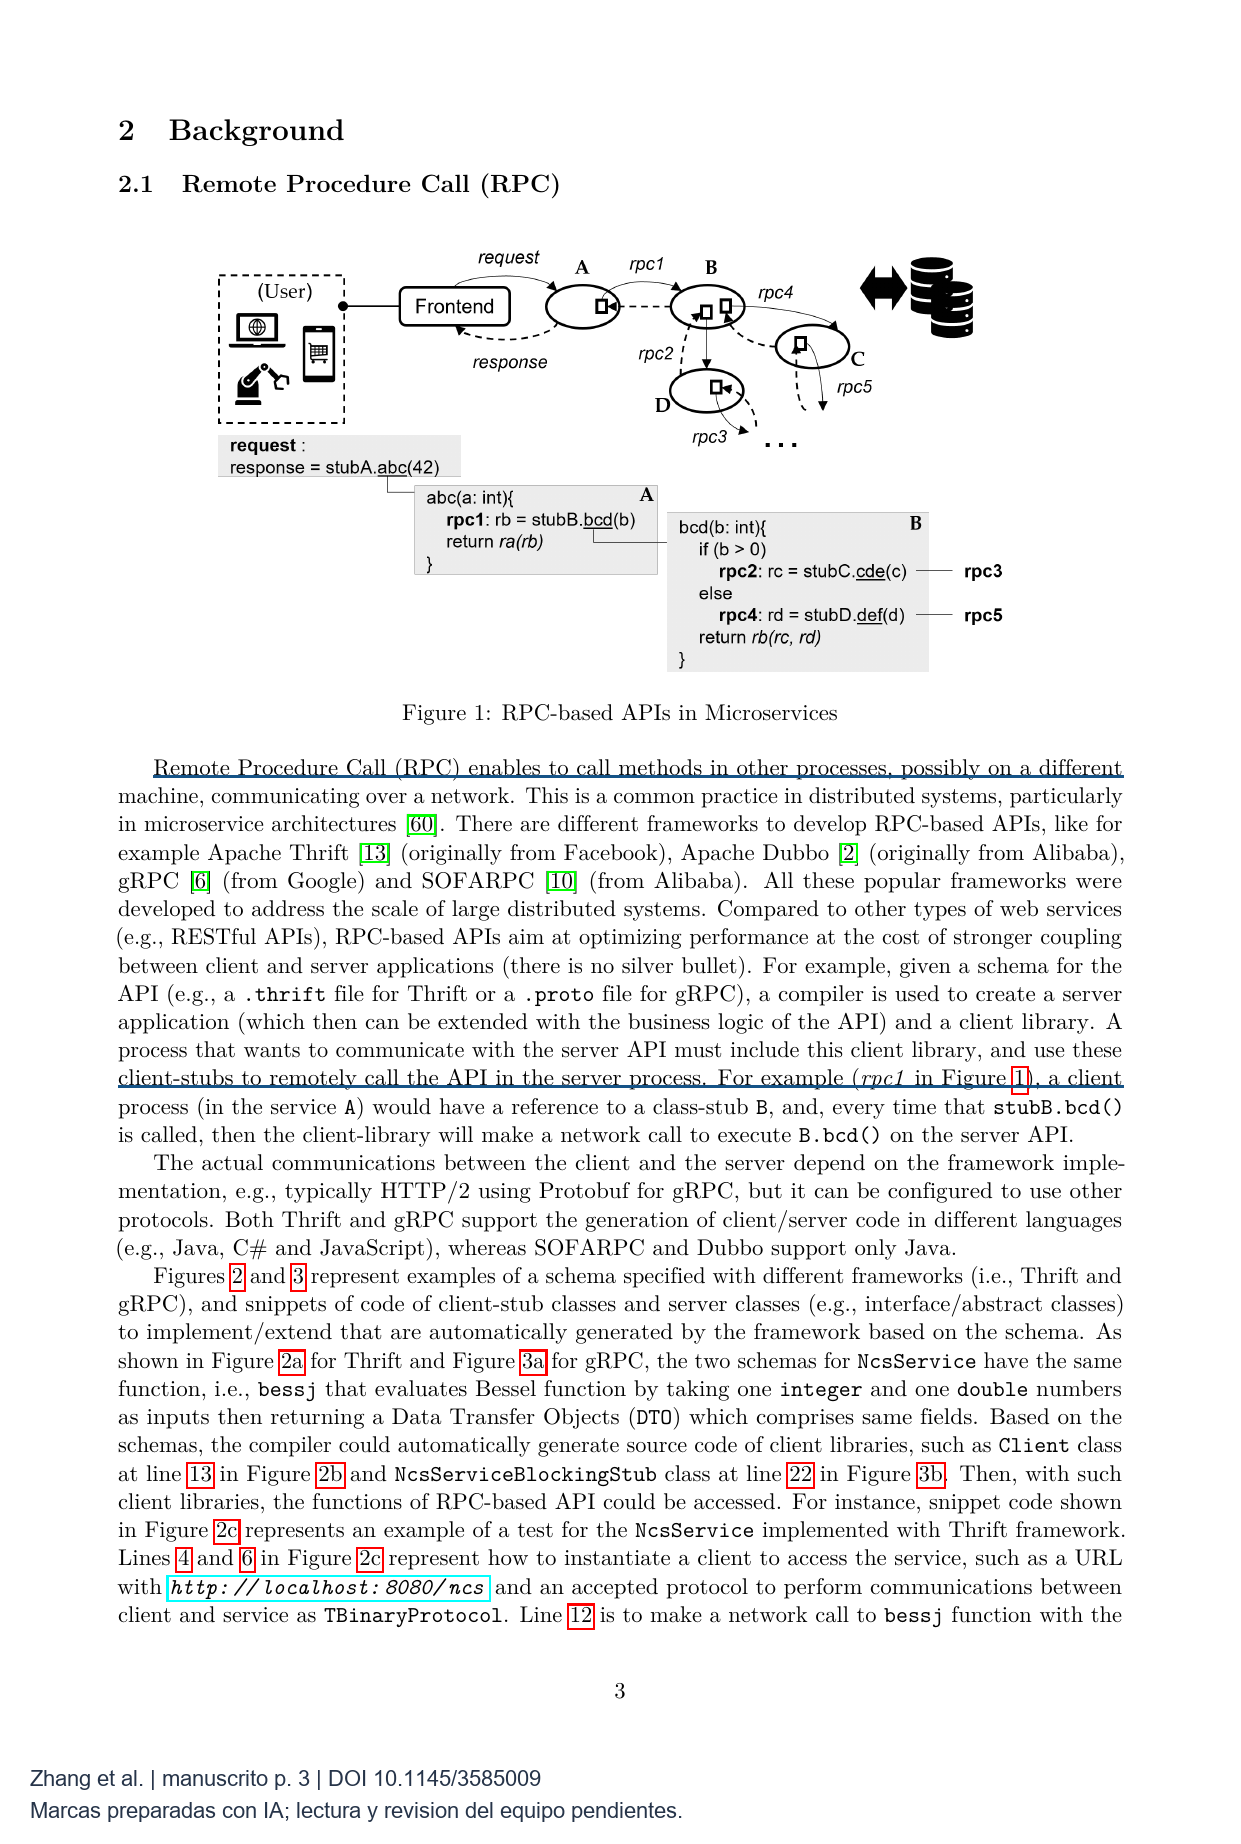 2 Background
2.1 Remote Procedure Call (RPC)
request
A
rpc1
B
rpc4
(User)
Frontend
response
rpc2
C
rpc5
D
rpc3
...
request :
response = stubA.abc(42)
abc(a: int){
A
rpc1: rb = stubB.bcd(b)
return ra(rb)
}
bcd(b: int){
B
if (b > 0)
rpc2: rc = stubC.cde(c)
rpc3
else
rpc4: rd = stubD.def(d)
rpc5
return rb(rc, rd)
}
Figure 1: RPC-based APIs in Microservices
Remote Procedure Call (RPC) enables to call methods in other processes, possibly on a different
machine, communicating over a network. This is a common practice in distributed systems, particularly
in microservice architectures [60]. There are different frameworks to develop RPC-based APIs, like for
example Apache Thrift [13] (originally from Facebook), Apache Dubbo [2] (originally from Alibaba),
gRPC [6] (from Google) and SOFARPC [10] (from Alibaba). All these popular frameworks were
developed to address the scale of large distributed systems. Compared to other types of web services
(e.g., RESTful APIs), RPC-based APIs aim at optimizing performance at the cost of stronger coupling
between client and server applications (there is no silver bullet). For example, given a schema for the
API (e.g., a .thrift file for Thrift or a .proto file for gRPC), a compiler is used to create a server
application (which then can be extended with the business logic of the API) and a client library. A
process that wants to communicate with the server API must include this client library, and use these
client-stubs to remotely call the API in the server process. For example (rpc1 in Figure 1), a client
process (in the service A) would have a reference to a class-stub B, and, every time that stubB.bcd()
is called, then the client-library will make a network call to execute B.bcd() on the server API.
The actual communications between the client and the server depend on the framework imple-
mentation, e.g., typically HTTP/2 using Protobuf for gRPC, but it can be configured to use other
protocols. Both Thrift and gRPC support the generation of client/server code in different languages
(e.g., Java, C# and JavaScript), whereas SOFARPC and Dubbo support only Java.
Figures 2 and 3 represent examples of a schema specified with different frameworks (i.e., Thrift and
gRPC), and snippets of code of client-stub classes and server classes (e.g., interface/abstract classes)
to implement/extend that are automatically generated by the framework based on the schema. As
shown in Figure 2a for Thrift and Figure 3a for gRPC, the two schemas for NcsService have the same
function, i.e., bessj that evaluates Bessel function by taking one integer and one double numbers
as inputs then returning a Data Transfer Objects (DTO) which comprises same fields. Based on the
schemas, the compiler could automatically generate source code of client libraries, such as Client class
at line 13 in Figure 2b and NcsServiceBlockingStub class at line 22 in Figure 3b. Then, with such
client libraries, the functions of RPC-based API could be accessed. For instance, snippet code shown
in Figure 2c represents an example of a test for the NcsService implemented with Thrift framework.
Lines 4 and 6 in Figure 2c represent how to instantiate a client to access the service, such as a URL
with http://localhost:8080/ncs and an accepted protocol to perform communications between
client and service as TBinaryProtocol. Line 12 is to make a network call to bessj function with the
3
Zhang et al. | manuscrito p. 3 | DOI 10.1145/3585009
Marcas preparadas con IA; lectura y revision del equipo pendientes.